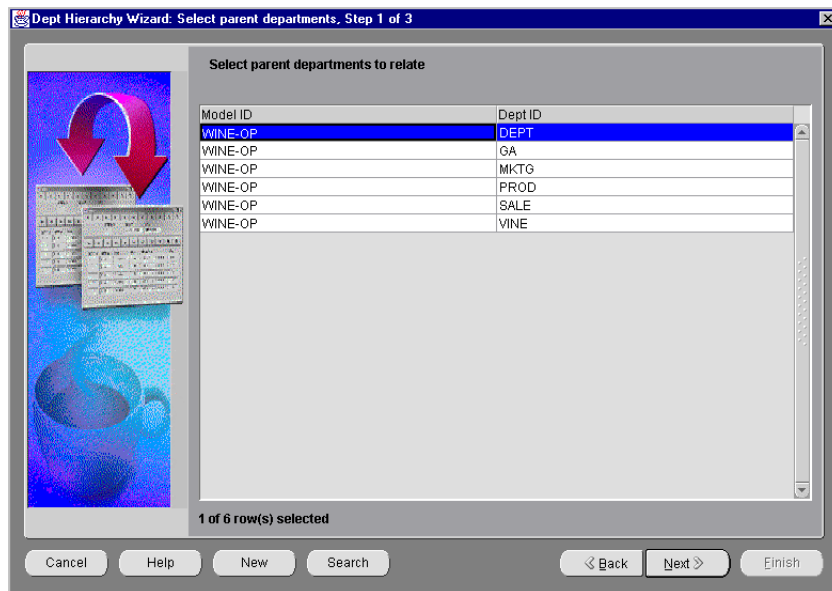 Dept Hierarchy Wizard: Select parent departments, Step 1 of 3
Select parent departments to relate
Model ID Dept ID
WINE-OP DEPT
WINE-OP GA
WINE-OP MKTG
WINE-OP PROD
WINE-OP SALE
WINE-OP VINE
1 of 6 row(s) selected
Cancel Help New Search Back Next Finish